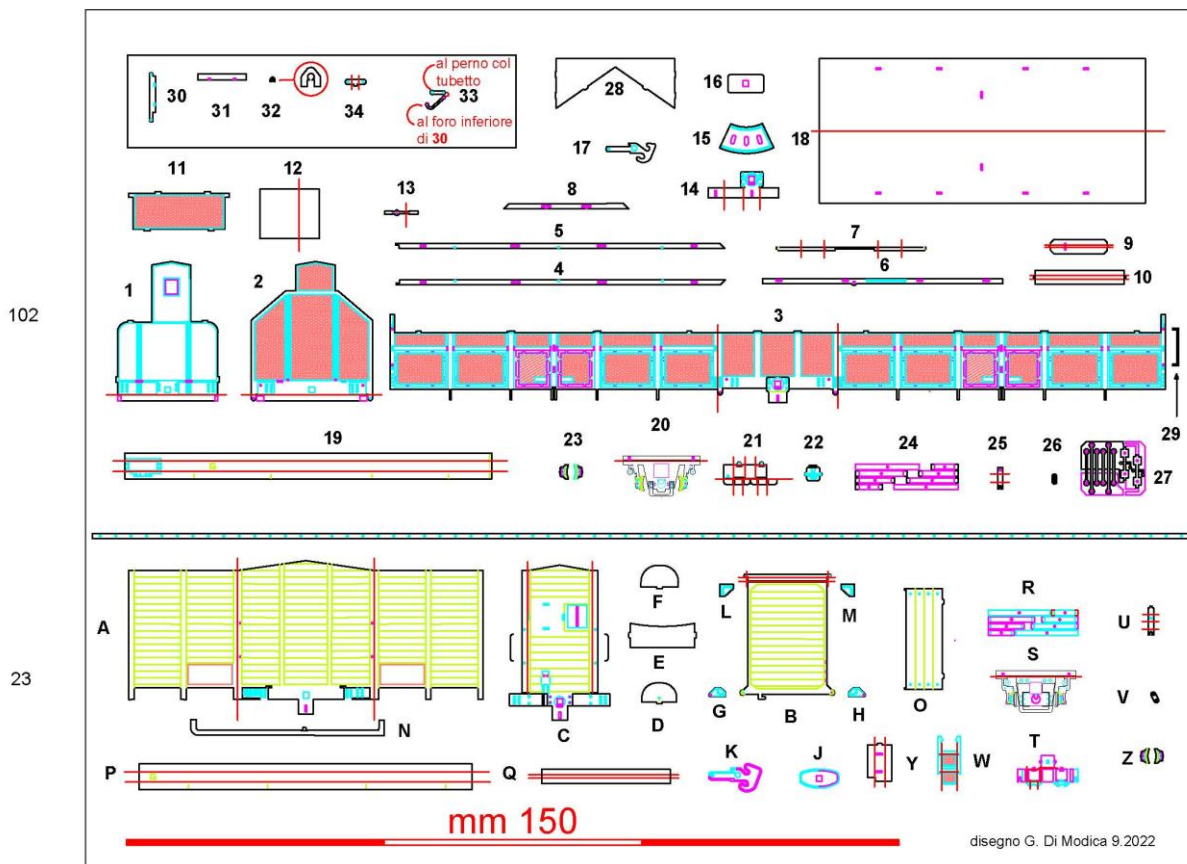 al perno col
tubetto
30 31 32 34 33
al foro inferiore
di 30
28
16
15
17
18
11 12
13 8 14
5 7 9
4 6 10
1 2 3
102
29
19 23 20 21 22 24 25 26 27
A F L M R U
E S
23
G B H O V
D
N C
K J Y W T Z
P Q
mm 150
disegno G. Di Modica 9.2022